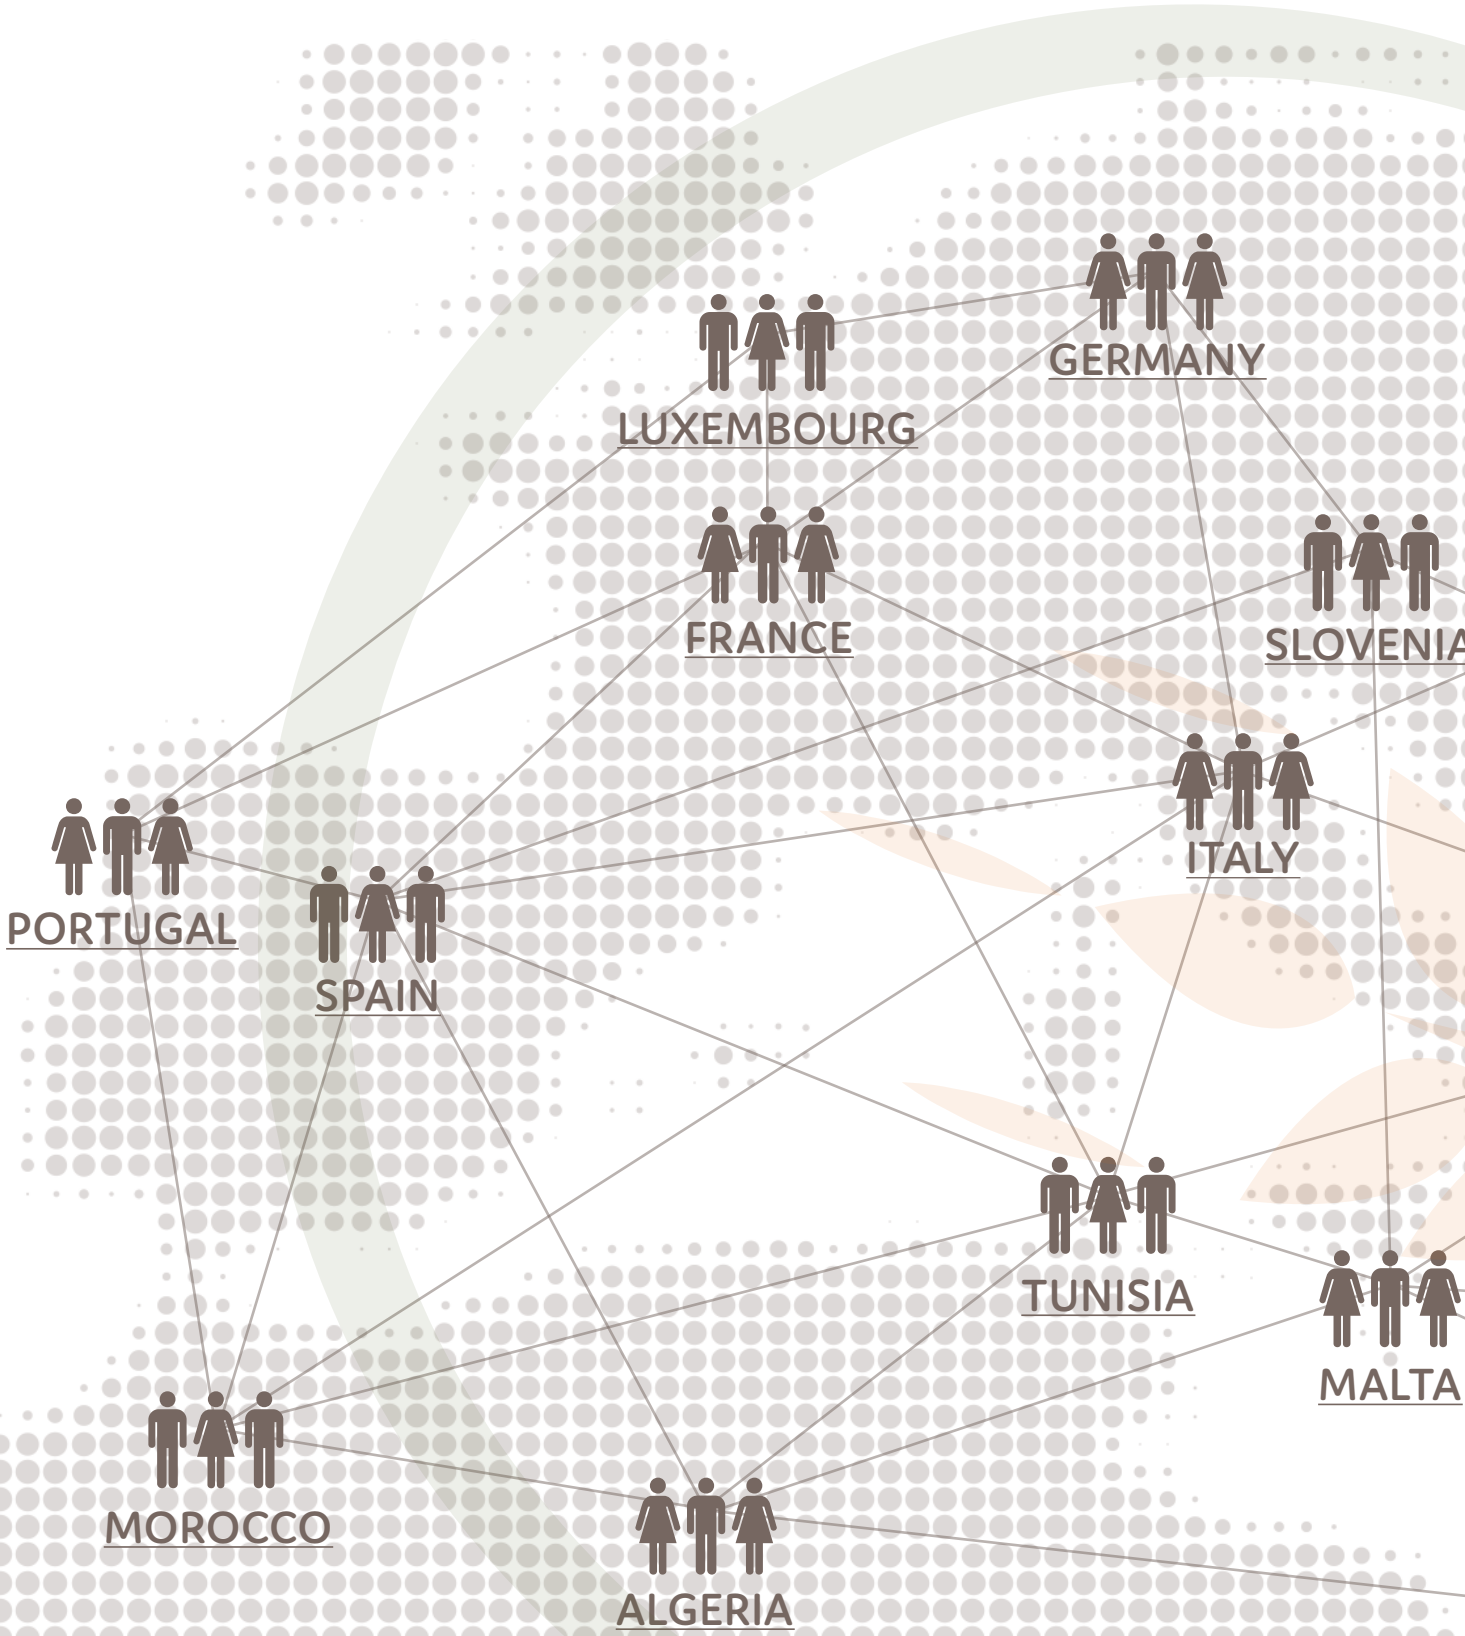 GERMANY
LUXEMBOURG
FRANCE
SLOVENIA
ITALY
PORTUGAL
SPAIN
TUNISIA
MALTA
MOROCCO
ALGERIA